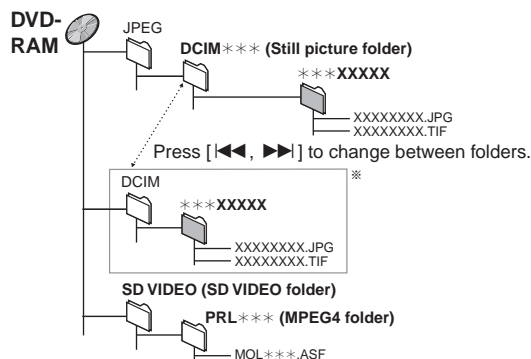 DVD-
RAM
JPEG
DCIM✳✳✳ (Still picture folder)
✳✳✳XXXXX
XXXXXXXX.JPG
XXXXXXXX.TIF
Press [⏮, ⏭] to change between folders.
※
DCIM
✳✳✳XXXXX
XXXXXXXX.JPG
XXXXXXXX.TIF
SD VIDEO (SD VIDEO folder)
PRL✳✳✳ (MPEG4 folder)
MOL✳✳✳.ASF